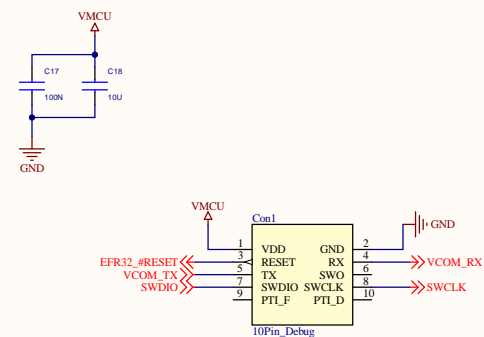 VMCU
C17
C18
100N
10U
GND
VMCU
Con1
1 VDD GND 2 GND
EFR32_#RESET 3 RESET RX 4 VCOM_RX
VCOM_TX 5 TX SWO 6
SWDIO 7 SWDIO SWCLK 8 SWCLK
9 PTI_F PTI_D 10
10Pin_Debug